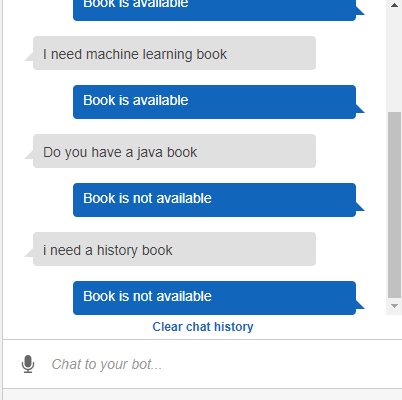 Book is available
I need machine learning book
Book is available
Do you have a java book
Book is not available
i need a history book
Book is not available
Clear chat history
Chat to your bot...